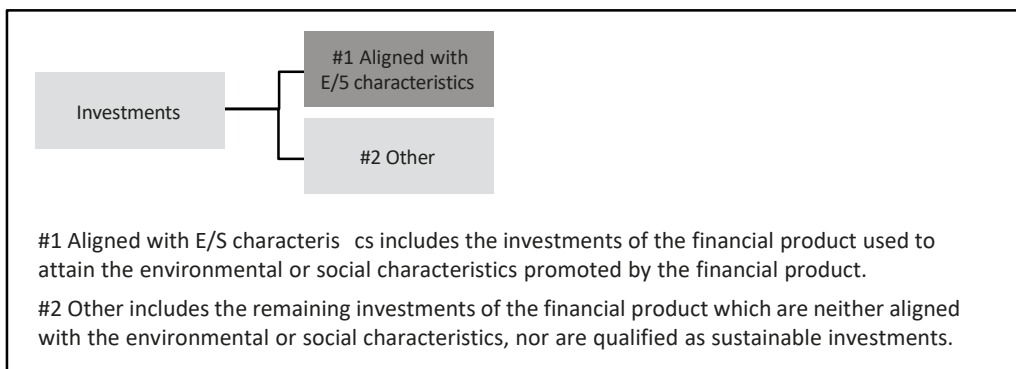 #1 Aligned with
E/5 characteristics
Investments
#2 Other
#1 Aligned with E/S characteris cs includes the investments of the financial product used to
attain the environmental or social characteristics promoted by the financial product.
#2 Other includes the remaining investments of the financial product which are neither aligned
with the environmental or social characteristics, nor are qualified as sustainable investments.